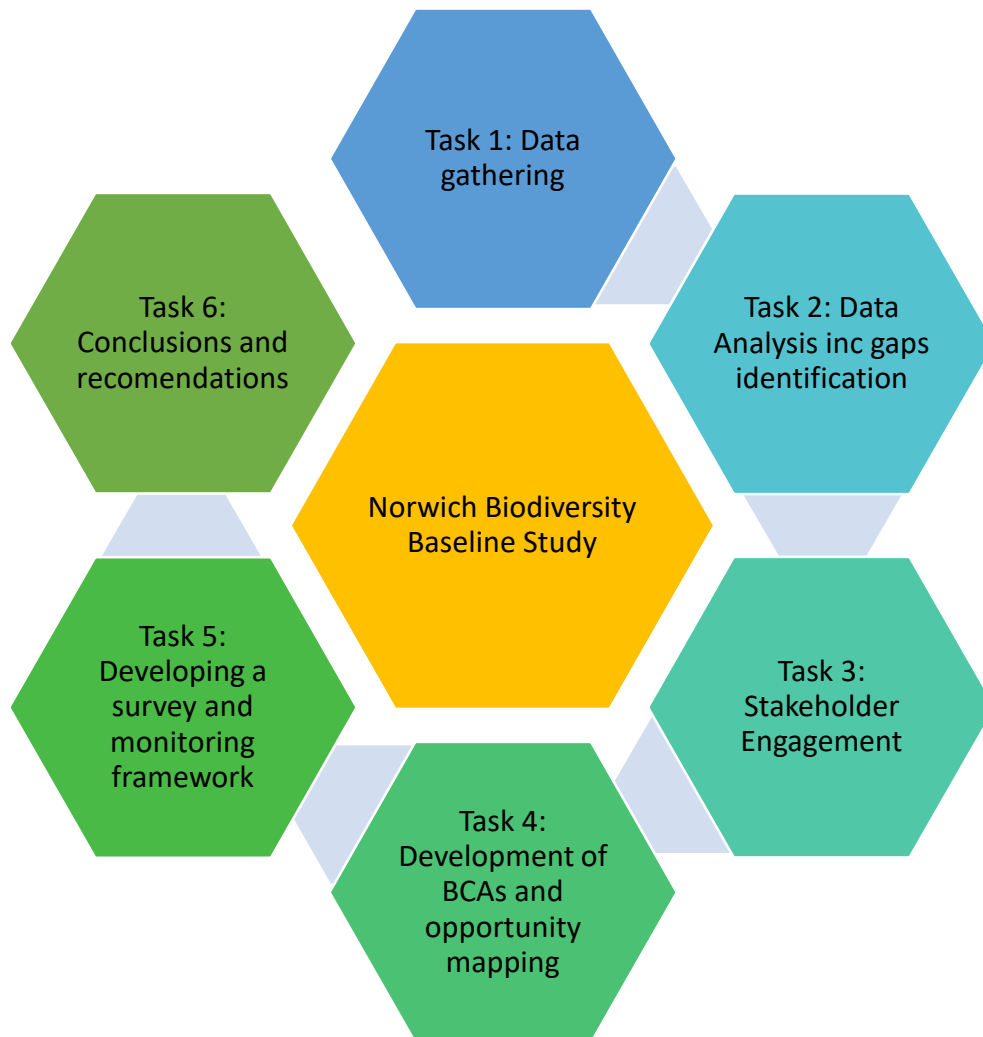 Task 1: Data
gathering
Task 2: Data
Analysis inc gaps
identification
Task 3:
Stakeholder
Engagement
Task 4:
Development of
BCAs and
opportunity
mapping
Task 5:
Developing a
survey and
monitoring
framework
Task 6:
Conclusions and
recomendations
Norwich Biodiversity
Baseline Study